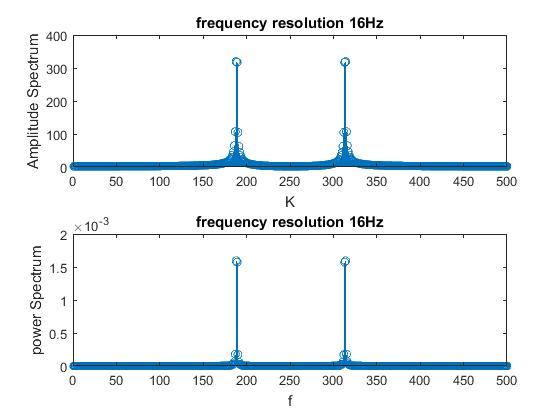 frequency resolution 16Hz
Amplitude Spectrum
400
300
200
100
0
0 50 100 150 200 250 300 350 400 450 500
K
frequency resolution 16Hz
×10-3
power Spectrum
2
1.5
1
0.5
0
0 50 100 150 200 250 300 350 400 450 500
f